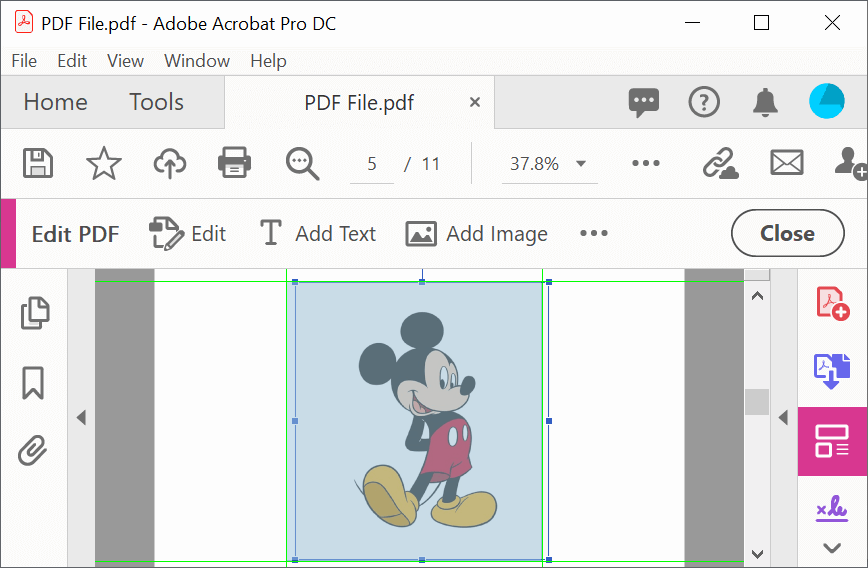 PDF File.pdf - Adobe Acrobat Pro DC
File Edit View Window Help
Home Tools PDF File.pdf ×
5 / 11 37.8%
Edit PDF Edit Add Text Add Image Close